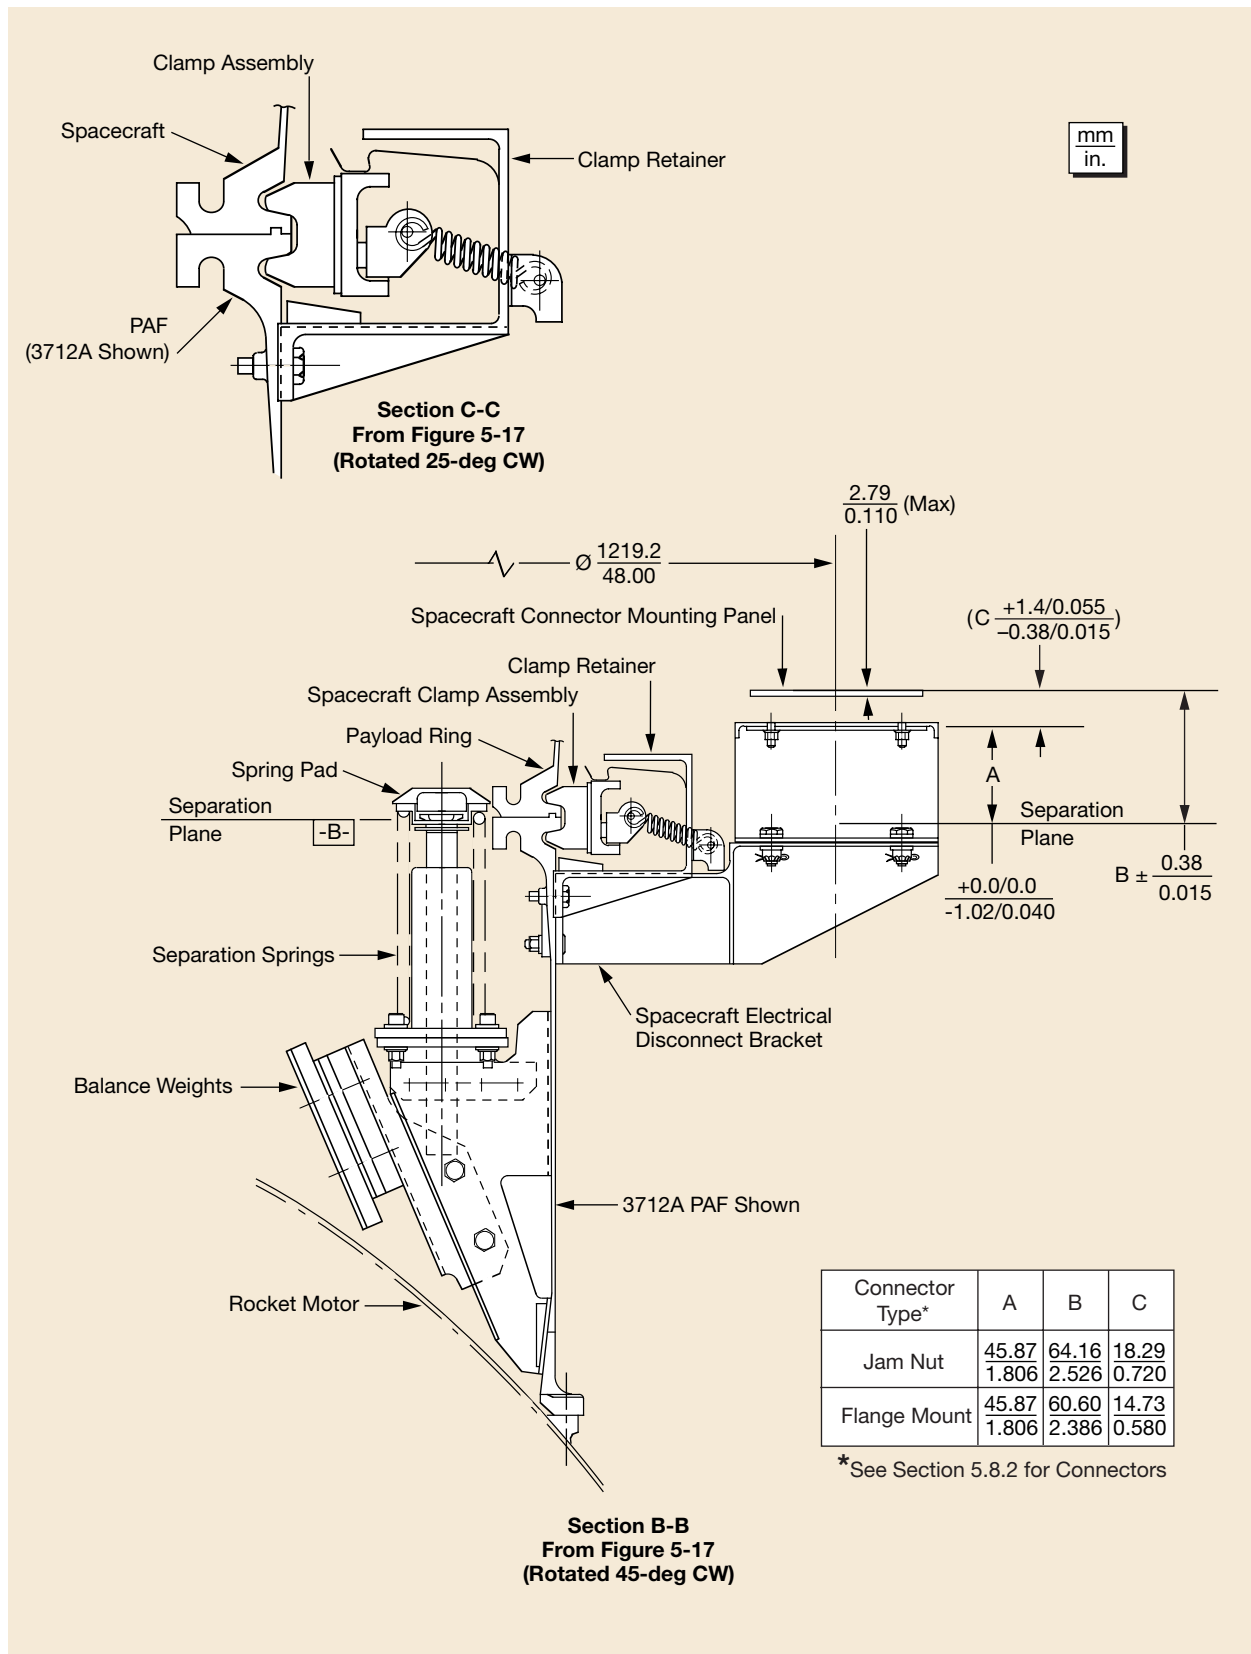 Clamp Assembly
Spacecraft
Clamp Retainer
mm
in.
PAF
(3712A Shown)
Section C-C
From Figure 5-17
(Rotated 25-deg CW)
2.79
0.110 (Max)
Ø 1219.2
48.00
Spacecraft Connector Mounting Panel
(C +1.4/0.055
–0.38/0.015)
Clamp Retainer
Spacecraft Clamp Assembly
Payload Ring
Spring Pad
Separation
Plane
-B-
A
Separation
Plane
+0.0/0.0
-1.02/0.040
B ± 0.38
0.015
Separation Springs
Spacecraft Electrical
Disconnect Bracket
Balance Weights
3712A PAF Shown
Rocket Motor
Connector
Type* A B C
Jam Nut 45.87 64.16 18.29
1.806 2.526 0.720
Flange Mount 45.87 60.60 14.73
1.806 2.386 0.580
*See Section 5.8.2 for Connectors
Section B-B
From Figure 5-17
(Rotated 45-deg CW)